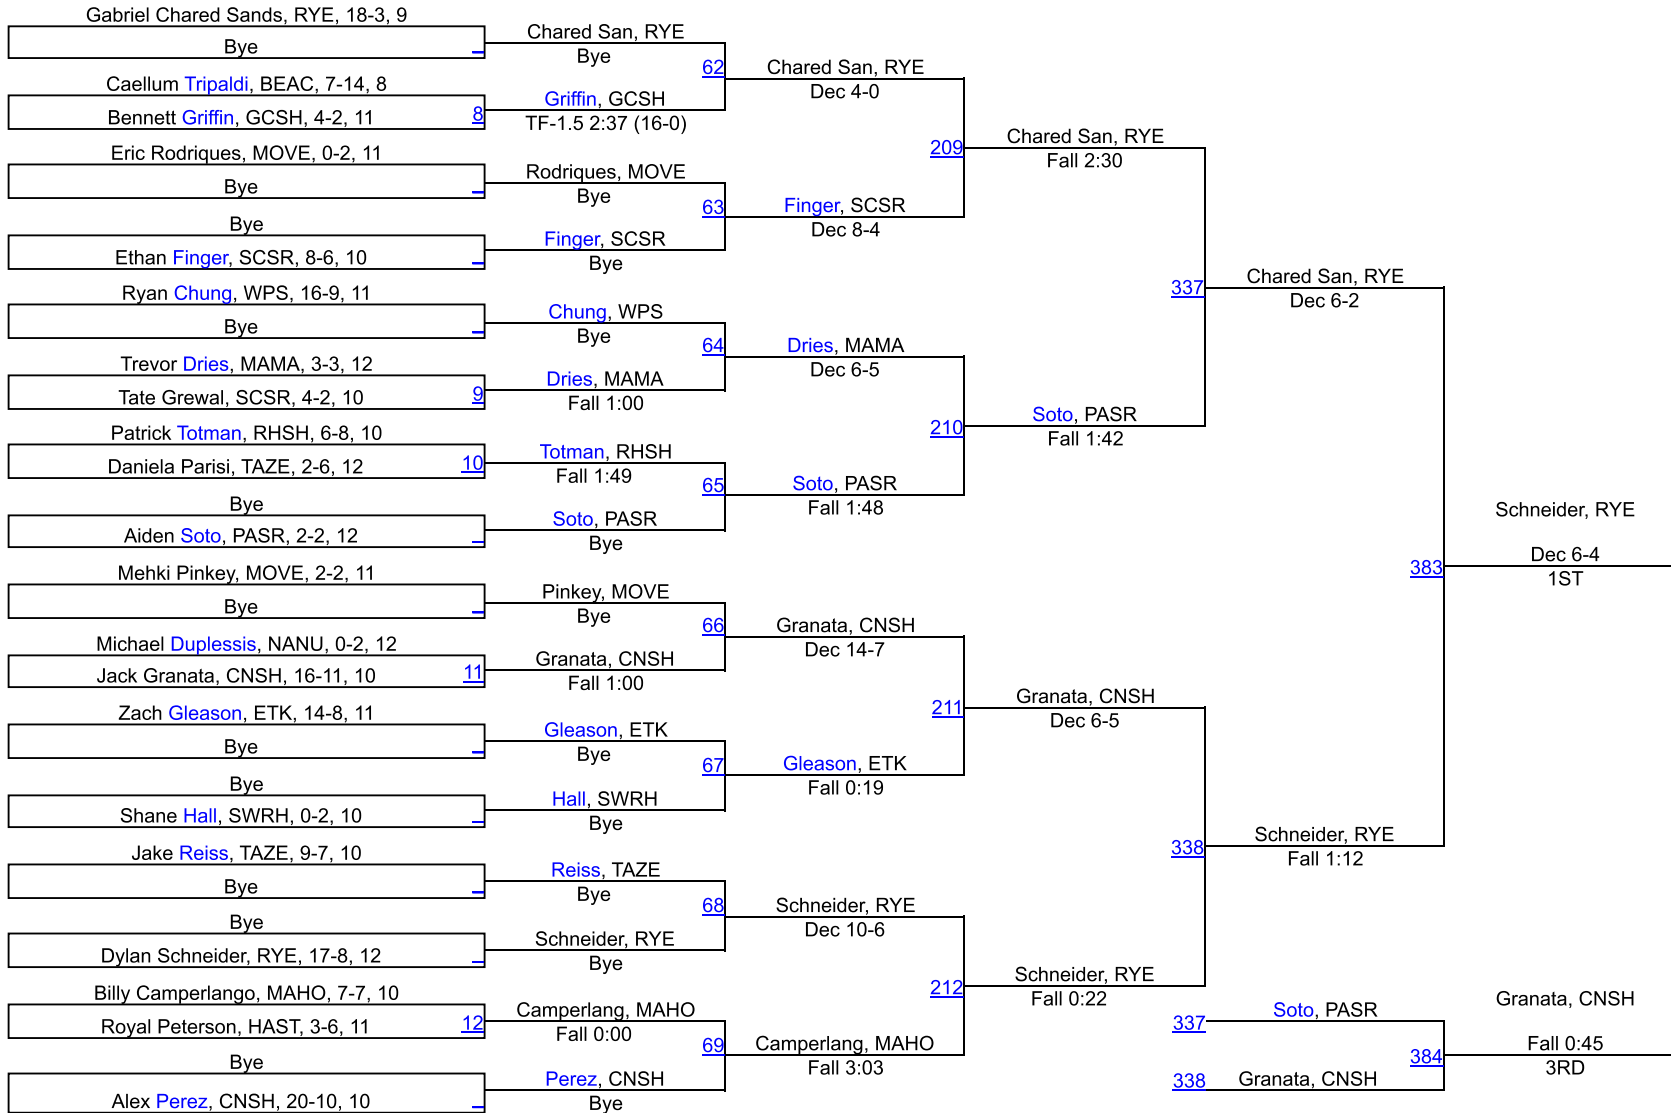 Gabriel Chared Sands, RYE, 18-3, 9
Bye
Caellum Tripaldi, BEAC, 7-14, 8
Bennett Griffin, GCSH, 4-2, 11
8
Eric Rodriques, MOVE, 0-2, 11
Bye
Bye
Ethan Finger, SCSR, 8-6, 10
Ryan Chung, WPS, 16-9, 11
Bye
Trevor Dries, MAMA, 3-3, 12
Tate Grewal, SCSR, 4-2, 10
9
Patrick Totman, RHSH, 6-8, 10
Daniela Parisi, TAZE, 2-6, 12
10
Bye
Aiden Soto, PASR, 2-2, 12
Mehki Pinkey, MOVE, 2-2, 11
Bye
Michael Duplessis, NANU, 0-2, 12
Jack Granata, CNSH, 16-11, 10
11
Zach Gleason, ETK, 14-8, 11
Bye
Bye
Shane Hall, SWRH, 0-2, 10
Jake Reiss, TAZE, 9-7, 10
Bye
Bye
Dylan Schneider, RYE, 17-8, 12
Billy Camperlango, MAHO, 7-7, 10
Royal Peterson, HAST, 3-6, 11
12
Bye
Alex Perez, CNSH, 20-10, 10
Chared San, RYE
Bye
62
Griffin, GCSH
TF-1.5 2:37 (16-0)
Rodriques, MOVE
Bye
63
Finger, SCSR
Bye
Chung, WPS
Bye
64
Dries, MAMA
Fall 1:00
Totman, RHSH
Fall 1:49
65
Soto, PASR
Bye
Pinkey, MOVE
Bye
66
Granata, CNSH
Fall 1:00
Gleason, ETK
Bye
67
Hall, SWRH
Bye
Reiss, TAZE
Bye
68
Schneider, RYE
Bye
Camperlang, MAHO
Fall 0:00
69
Perez, CNSH
Bye
Chared San, RYE
Dec 4-0
209
Finger, SCSR
Dec 8-4
Dries, MAMA
Dec 6-5
210
Soto, PASR
Fall 1:48
Granata, CNSH
Dec 14-7
211
Gleason, ETK
Fall 0:19
Schneider, RYE
Dec 10-6
212
Camperlang, MAHO
Fall 3:03
Chared San, RYE
Fall 2:30
337
Soto, PASR
Fall 1:42
Granata, CNSH
Dec 6-5
338
Schneider, RYE
Fall 0:22
Chared San, RYE
Dec 6-2
383
Schneider, RYE
Fall 1:12
Schneider, RYE
Dec 6-4
1ST
337
Soto, PASR
384
338
Granata, CNSH
Granata, CNSH
Fall 0:45
3RD